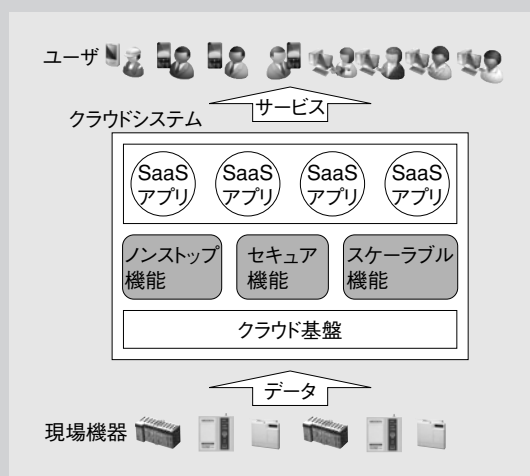 ユーザ
サービス
クラウドシステム
SaaS
アプリ
SaaS
アプリ
SaaS
アプリ
SaaS
アプリ
ノンストップ
機能
セキュア
機能
スケーラブル
機能
クラウド基盤
データ
現場機器